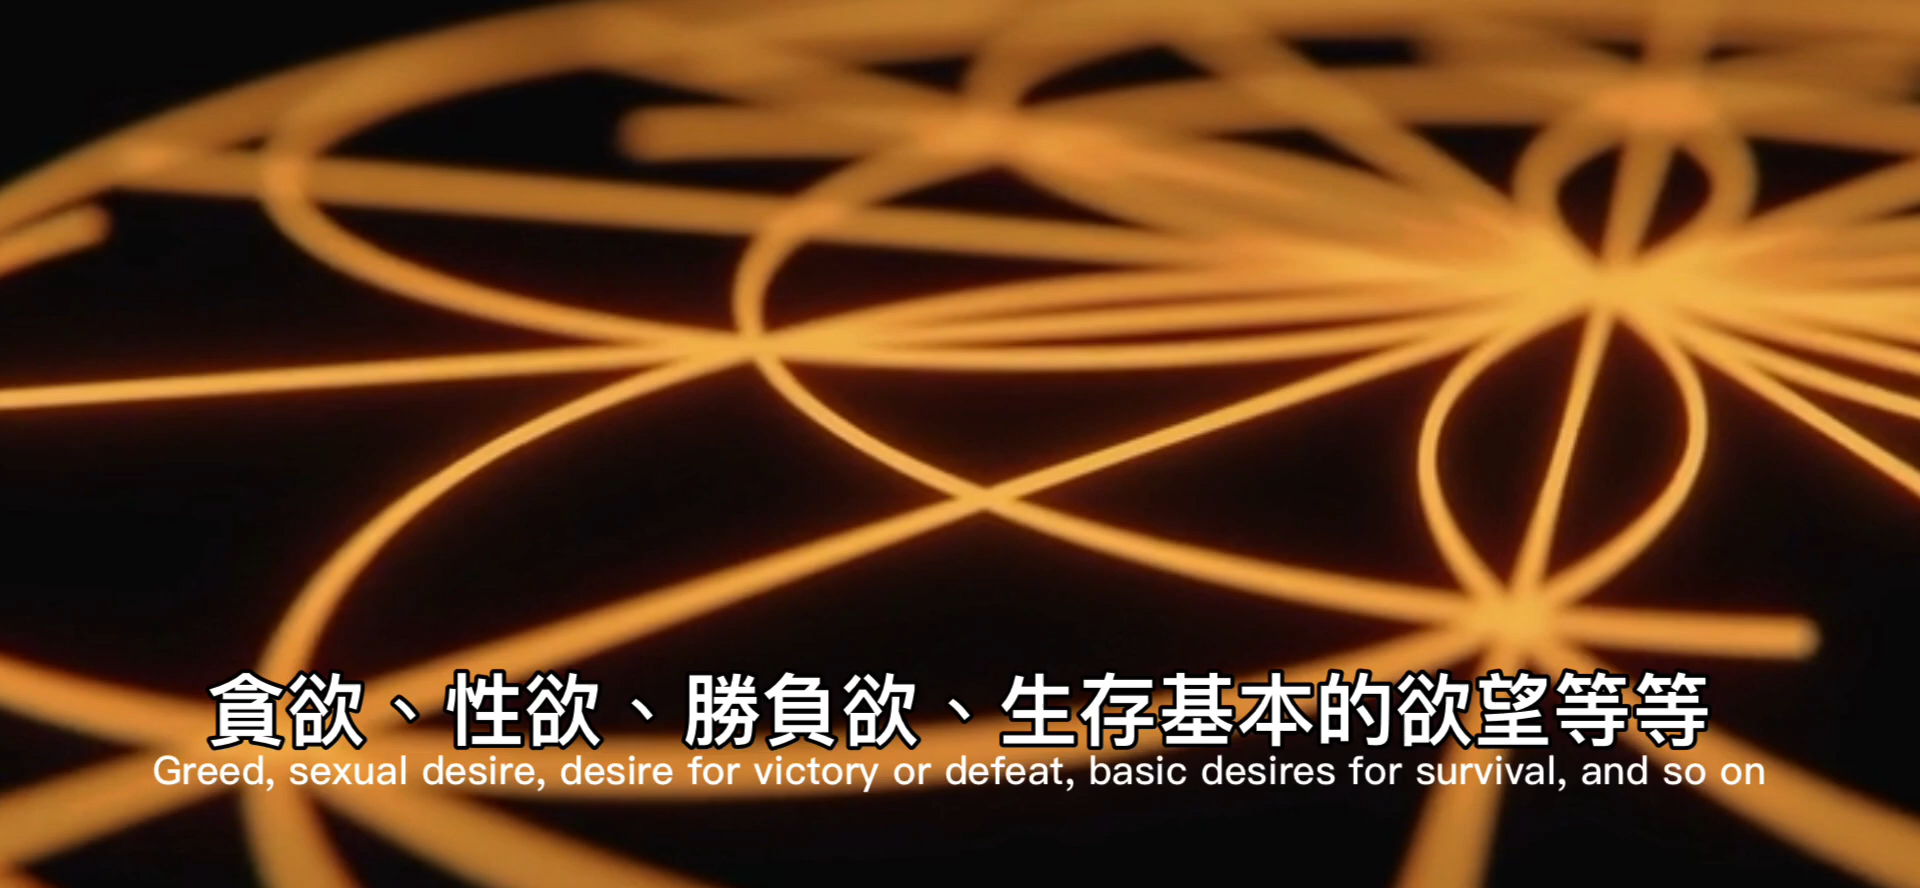 貪欲、性欲、勝負欲、生存基本的欲望等等
Greed, sexual desire, desire for victory or defeat, basic desires for survival, and so on